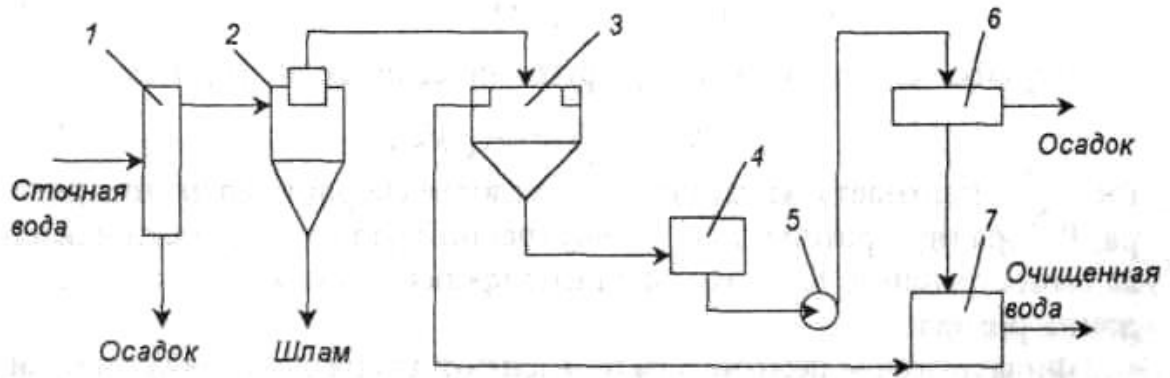 1
2
3
6
Сточная
вода
4
5
Осадок
7
Очищенная
вода
Осадок
Шлам